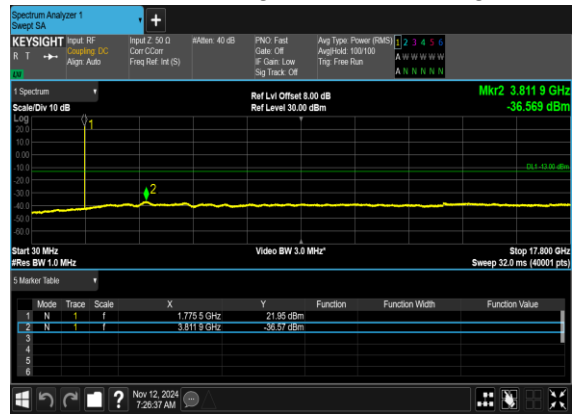 Spectrum Analyzer 1
Swept SA
+
KEYSIGHT Input: RF Input Z: 50 Ω #Atten: 40 dB PNO: Fast Avg Type: Power (RMS) 1 2 3 4 5 6
R T Coupling: DC Corr CCorr Gate: Off Avg|Hold: 100/100 A W W W W W
Align: Auto Freq Ref: Int (S) IF Gain: Low Trig: Free Run
LW Sig Track: Off A N N N N N
1 Spectrum Ref Lvl Offset 8.00 dB Mkr2 3.811 9 GHz
Scale/Div 10 dB Ref Level 30.00 dBm -36.569 dBm
Log 1
20.0
10.0
0.00
-10.0 DL1 -13.00 dBm
-20.0
-30.0 2
-40.0
-50.0
-60.0
Start 30 MHz Video BW 3.0 MHz* Stop 17.800 GHz
#Res BW 1.0 MHz Sweep 32.0 ms (40001 pts)
5 Marker Table
Mode Trace Scale X Y Function Function Width Function Value
1 N 1 f 1.775 5 GHz 21.95 dBm
2 N 1 f 3.811 9 GHz -36.57 dBm
3
4
5
6
? Nov 12, 2024
7:26:37 AM